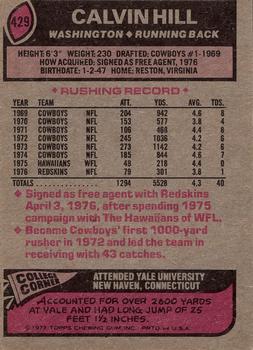 429
CALVIN HILL
WASHINGTON • RUNNING BACK
HEIGHT: 6'3" WEIGHT: 230 DRAFTED: COWBOYS #1-1969
HOW ACQUIRED: SIGNED AS FREE AGENT, 1976
BIRTHDATE: 1-2-47 HOME: RESTON, VIRGINIA
RUSHING RECORD
YEAR TEAM ATT. YDS. AVG. TDS.
1969 COWBOYS NFL 204 942 4.6 8
1970 COWBOYS NFL 153 577 3.8 4
1971 COWBOYS NFL 106 468 4.4 8
1972 COWBOYS NFL 245 1036 4.2 6
1973 COWBOYS NFL 273 1142 4.2 6
1974 COWBOYS NFL 185 844 4.6 7
1975 HAWAIIANS WFL 49 218 4.4 0
1976 REDSKINS NFL 79 301 3.8 1
TOTALS 1294 5528 4.3 40
• Signed as free agent with Redskins
April 3, 1976, after spending 1975
campaign with The Hawaiians of WFL.
• Became Cowboys' first 1000-yard
rusher in 1972 and led the team in
receiving with 43 catches.
COLLEGE CORNER
ATTENDED YALE UNIVERSITY
NEW HAVEN, CONNECTICUT
ACCOUNTED FOR OVER 2600 YARDS
AT YALE AND HAD LONG JUMP OF 25
FEET 1½ INCHES.
© 1977 TOPPS CHEWING GUM, INC. PRTD. IN U.S.A.